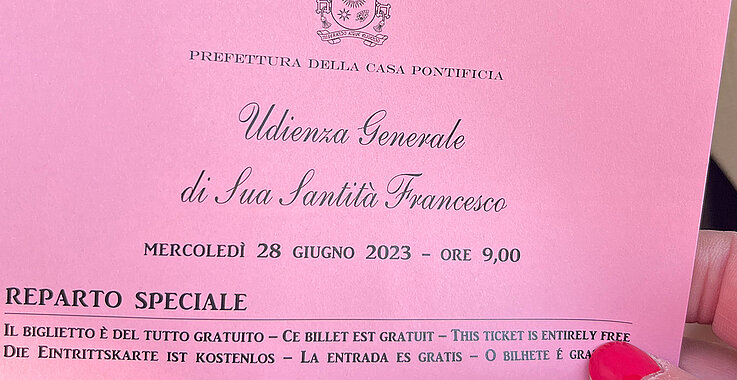 PREFETTURA DELLA CASA PONTIFICIA
Udienza Generale
di Sua Santità Francesco
MERCOLEDÌ 28 GIUGNO 2023 – ORE 9,00
REPARTO SPECIALE
IL BIGLIETTO È DEL TUTTO GRATUITO – CE BILLET EST GRATUIT – THIS TICKET IS ENTIRELY FREE
DIE EINTRITTSKARTE IST KOSTENLOS – LA ENTRADA ES GRATIS – O BILHETE É